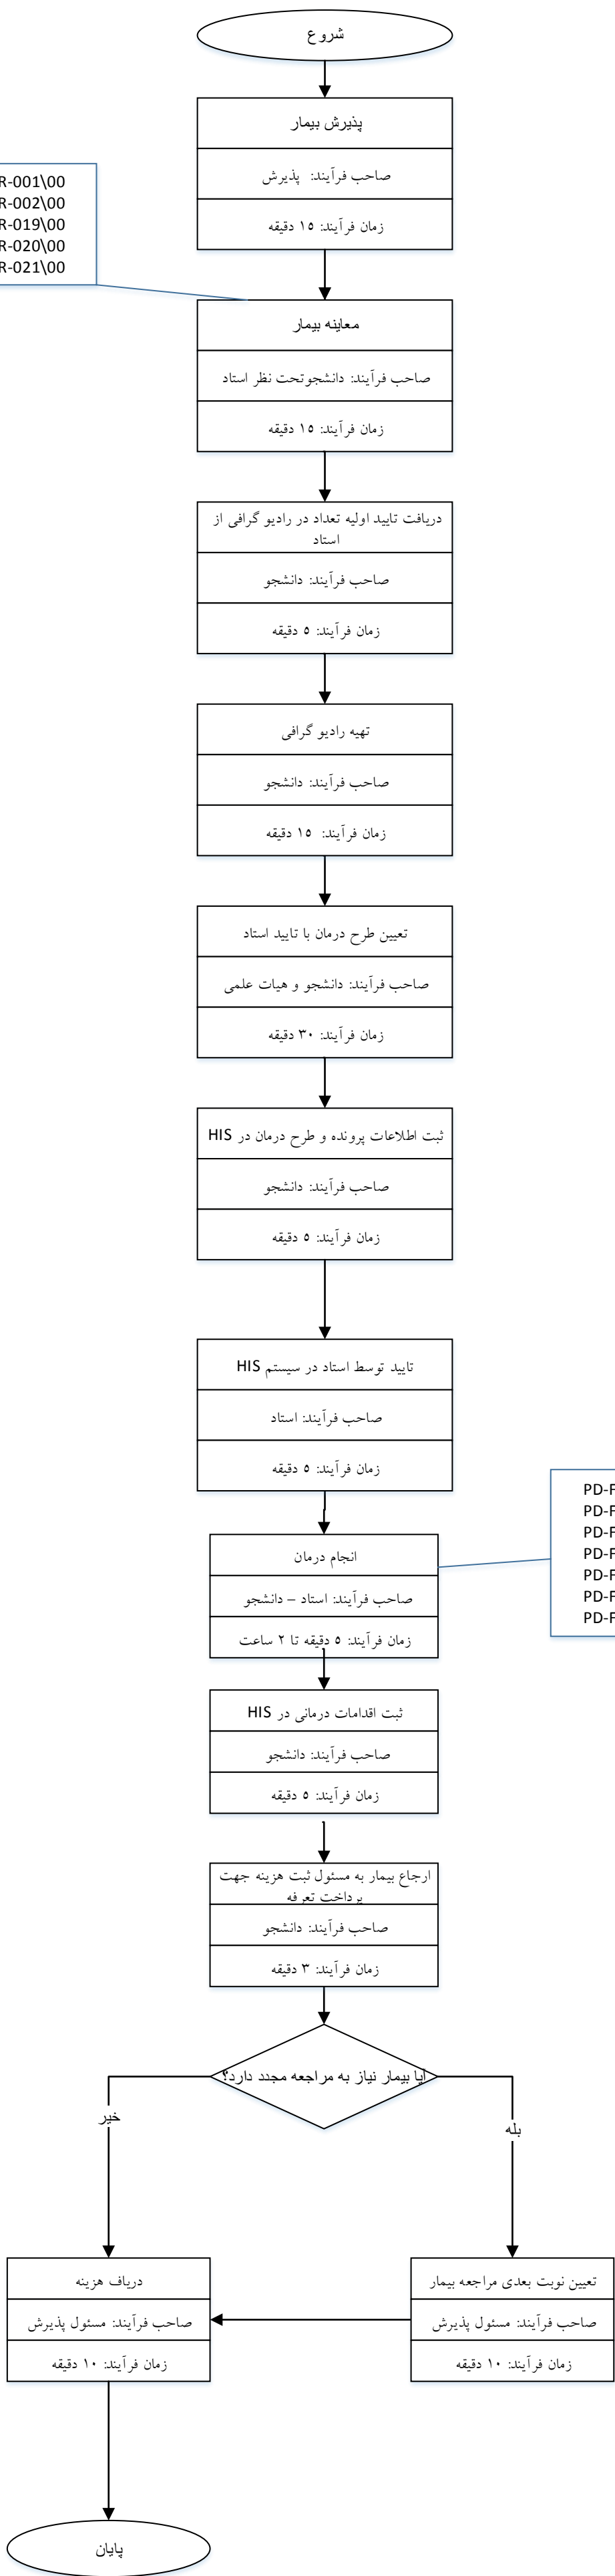 شروع
پذیرش بیمار
صاحب فرآیند: پذیرش
زمان فرآیند: ۱۵ دقیقه
R-001\00
R-002\00
R-019\00
R-020\00
R-021\00
معاینه بیمار
صاحب فرآیند: دانشجوتحت نظر استاد
زمان فرآیند: ۱۵ دقیقه
دریافت تایید اولیه تعداد در رادیو گرافی از
استاد
صاحب فرآیند: دانشجو
زمان فرآیند: ۵ دقیقه
تهیه رادیو گرافی
صاحب فرآیند: دانشجو
زمان فرآیند: ۱۵ دقیقه
تعیین طرح درمان با تایید استاد
صاحب فرآیند: دانشجو و هیات علمی
زمان فرآیند: ۳۰ دقیقه
ثبت اطلاعات پرونده و طرح درمان در HIS
صاحب فرآیند: دانشجو
زمان فرآیند: ۵ دقیقه
تایید توسط استاد در سیستم HIS
صاحب فرآیند: استاد
زمان فرآیند: ۵ دقیقه
PD-F
PD-F
PD-F
PD-F
PD-F
PD-F
PD-F
انجام درمان
صاحب فرآیند: استاد – دانشجو
زمان فرآیند: ۵ دقیقه تا ۲ ساعت
ثبت اقدامات درمانی در HIS
صاحب فرآیند: دانشجو
زمان فرآیند: ۵ دقیقه
ارجاع بیمار به مسئول ثبت هزینه جهت
پرداخت تعرفه
صاحب فرآیند: دانشجو
زمان فرآیند: ۳ دقیقه
آیا بیمار نیاز به مراجعه مجدد دارد؟
بله
خیر
تعیین نوبت بعدی مراجعه بیمار
صاحب فرآیند: مسئول پذیرش
زمان فرآیند: ۱۰ دقیقه
دریاف هزینه
صاحب فرآیند: مسئول پذیرش
زمان فرآیند: ۱۰ دقیقه
پایان